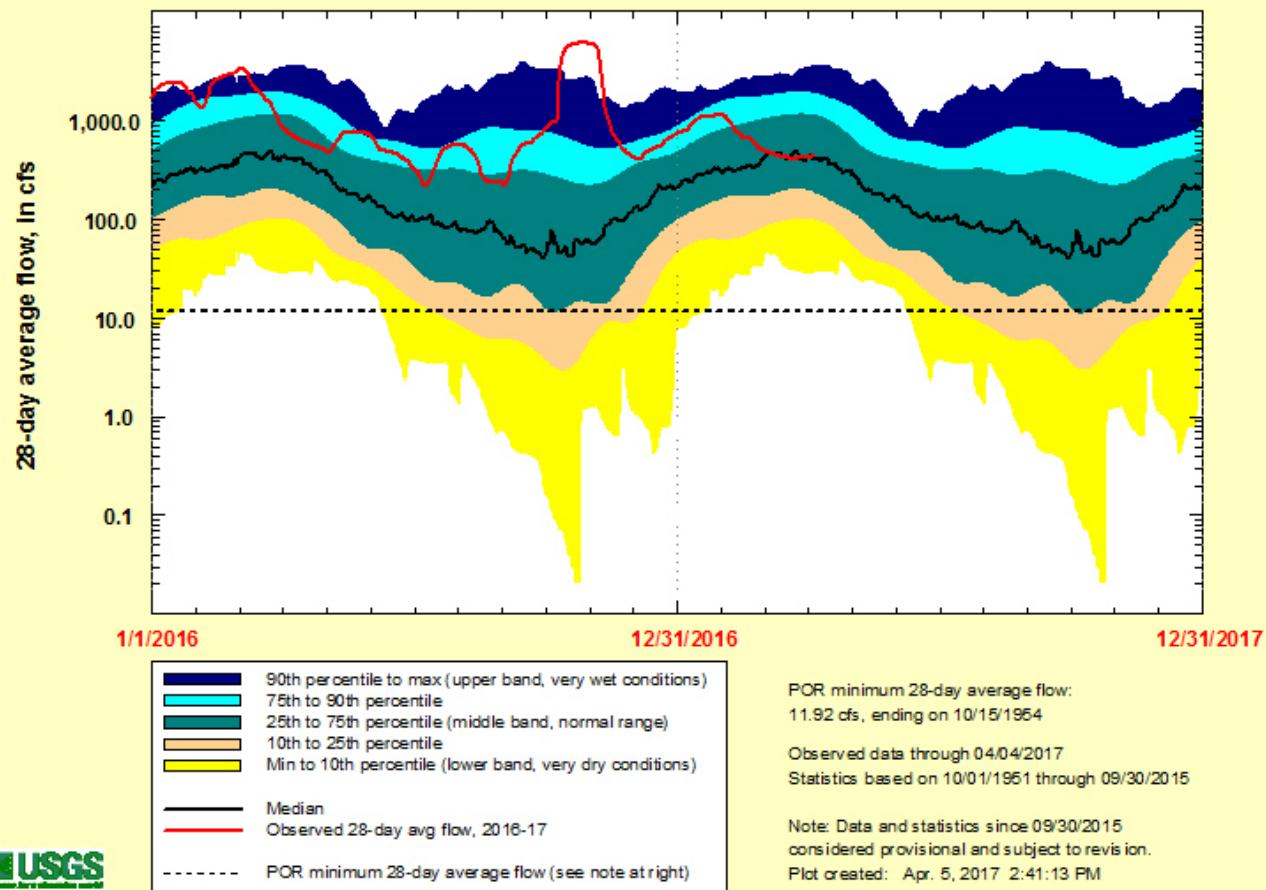 28-day average flow, in cfs
1,000.0
100.0
10.0
1.0
0.1
1/1/2016
12/31/2016
12/31/2017
90th percentile to max (upper band, very wet conditions)
75th to 90th percentile
25th to 75th percentile (middle band, normal range)
10th to 25th percentile
Min to 10th percentile (lower band, very dry conditions)
Median
Observed 28-day avg flow, 2016-17
POR minimum 28-day average flow (see note at right)
POR minimum 28-day average flow:
11.92 cfs, ending on 10/15/1954
Observed data through 04/04/2017
Statistics based on 10/01/1951 through 09/30/2015
Note: Data and statistics since 09/30/2015
considered provisional and subject to revision.
Plot created: Apr. 5, 2017 2:41:13 PM
USGS